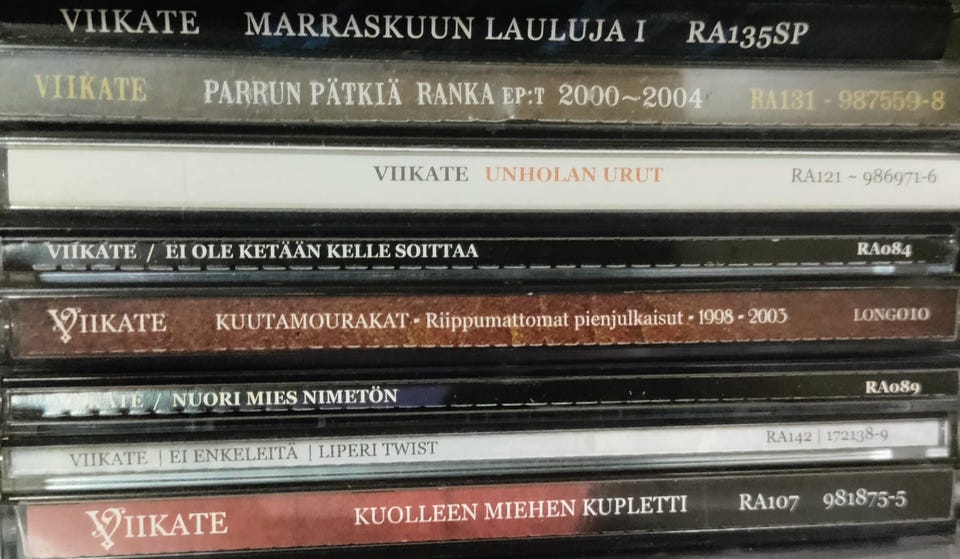 VIIKATE MARRASKUUN LAULUJA I RA135SP
VIIKATE PARRUN PÄTKIÄ RANKA EP:T 2000~2004 RA131 - 987559-8
VIIKATE UNHOLAN URUT RA121 ~ 986971-6
VIIKATE / EI OLE KETÄÄN KELLE SOITTAA RA084
VIIKATE KUUTAMOURAKAT - Riippumattomat pienjulkaisut - 1998 - 2003 LONGO10
VIIKATE / NUORI MIES NIMETÖN RA089
VIIKATE | EI ENKELEITÄ | LIPERI TWIST RA142 | 172138-9
VIIKATE KUOLLEEN MIEHEN KUPLETTI RA107 981875-5